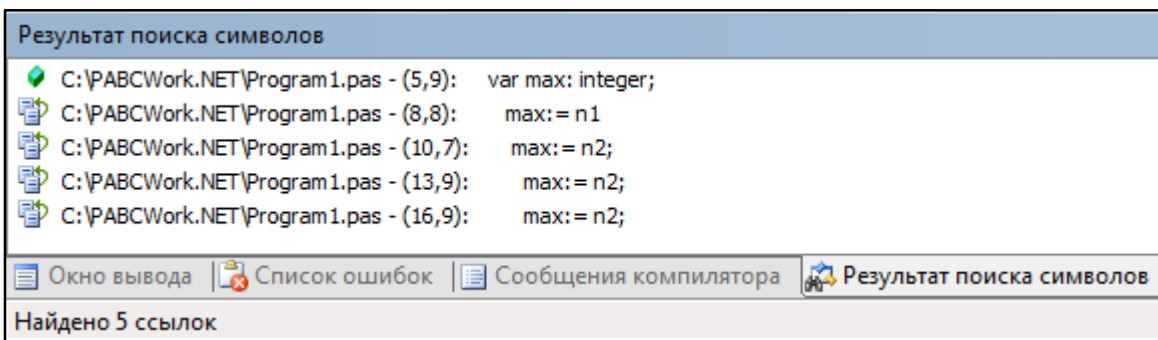 Результат поиска символов
C:\PABCWork.NET\Program1.pas - (5,9): var max: integer;
C:\PABCWork.NET\Program1.pas - (8,8): max:= n1
C:\PABCWork.NET\Program1.pas - (10,7): max:= n2;
C:\PABCWork.NET\Program1.pas - (13,9): max:= n2;
C:\PABCWork.NET\Program1.pas - (16,9): max:= n2;
Окно вывода Список ошибок Сообщения компилятора Результат поиска символов
Найдено 5 ссылок